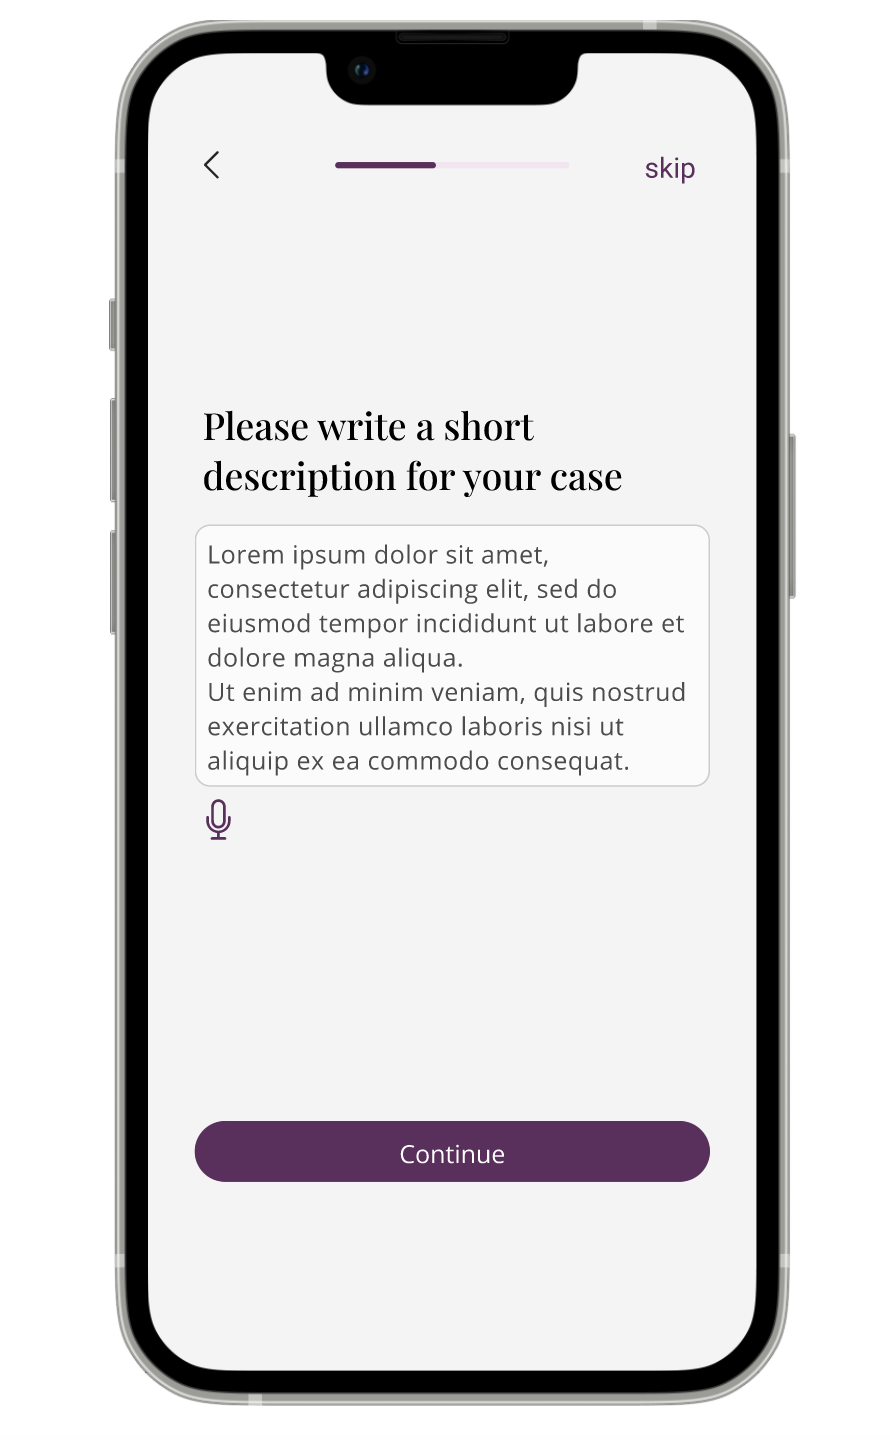 skip
Please write a short
description for your case
Lorem ipsum dolor sit amet,
consectetur adipiscing elit, sed do
eiusmod tempor incididunt ut labore et
dolore magna aliqua.
Ut enim ad minim veniam, quis nostrud
exercitation ullamco laboris nisi ut
aliquip ex ea commodo consequat.
Continue